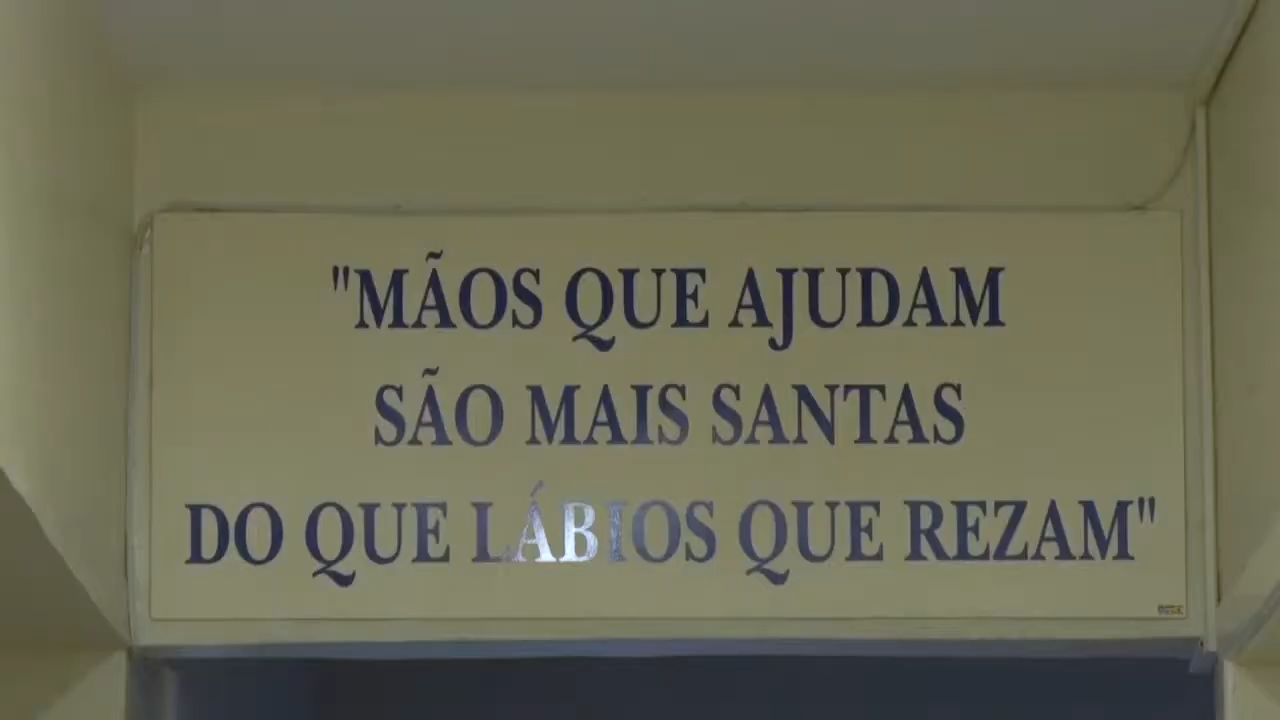 "MÃOS QUE AJUDAM
SÃO MAIS SANTAS
DO QUE LÁBIOS QUE REZAM"